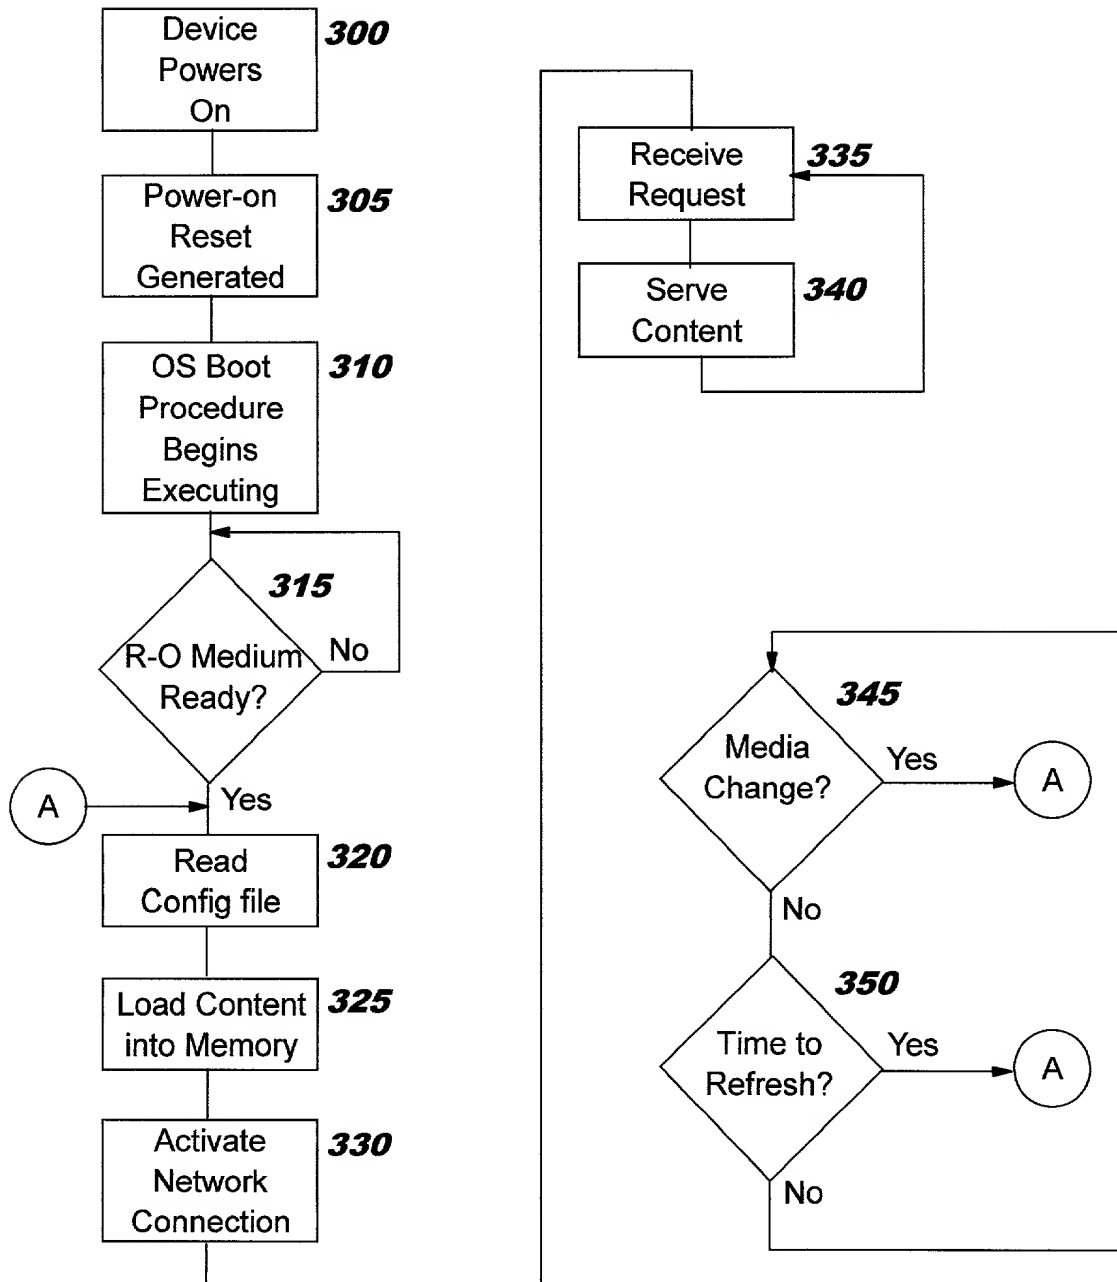 Device
Powers
On
300
Power-on
Reset
Generated
305
OS Boot
Procedure
Begins
Executing
310
315
R-O Medium
Ready?
No
A
Yes
Read
Config file
320
Load Content
into Memory
325
Activate
Network
Connection
330
Receive
Request
335
Serve
Content
340
345
Media
Change?
Yes
A
No
350
Time to
Refresh?
Yes
A
No